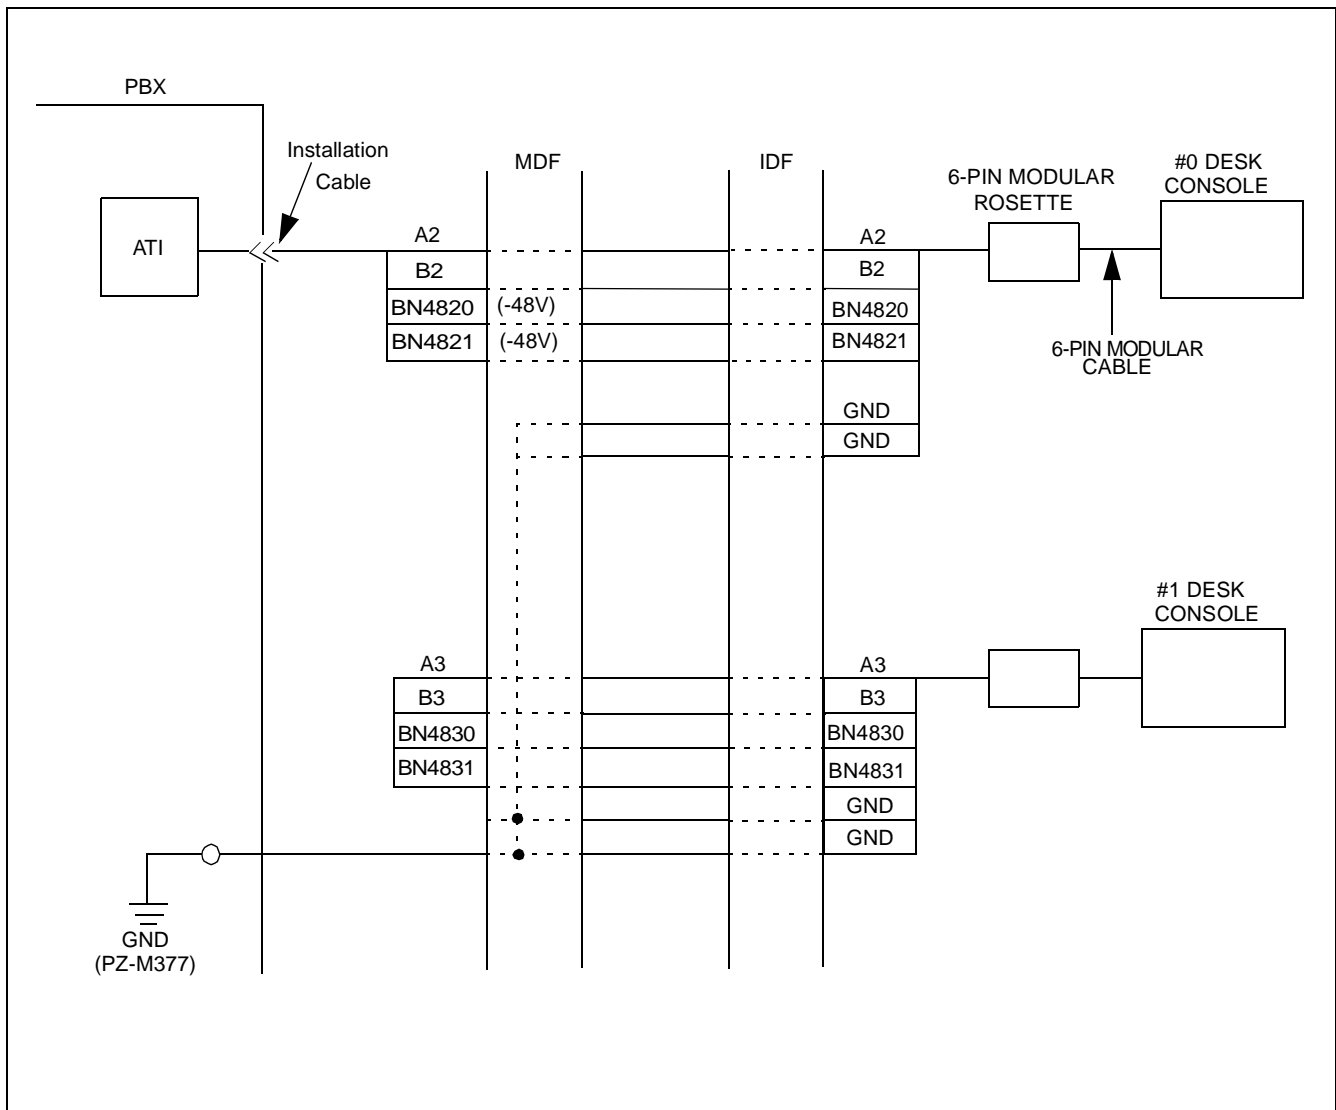 PBX
Installation
Cable
MDF
IDF
6-PIN MODULAR
ROSETTE
#0 DESK
CONSOLE
ATI
A2
B2
BN4820
(-48V)
BN4821
(-48V)
A2
B2
BN4820
BN4821
GND
GND
6-PIN MODULAR
CABLE
#1 DESK
CONSOLE
A3
B3
BN4830
BN4831
A3
B3
BN4830
BN4831
GND
GND
GND
(PZ-M377)